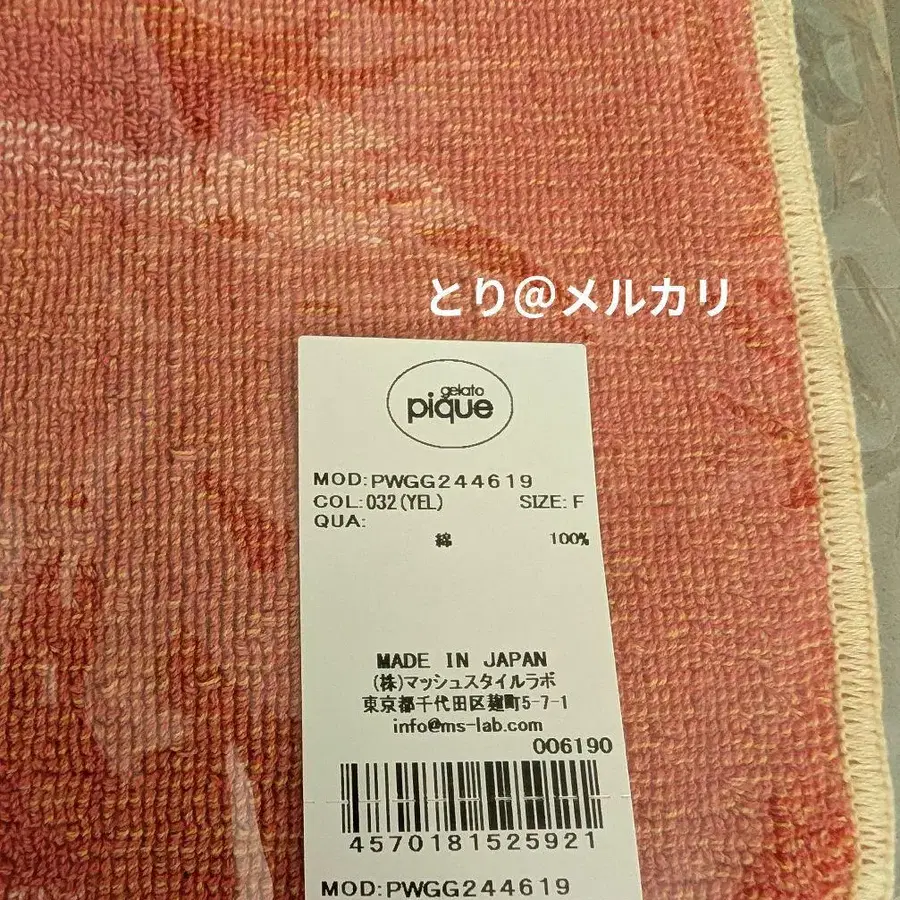 とり@メルカリ
gelato
pique
MOD:PWGG244619
COL:032(YEL) SIZE:F
QUA:
綿 100%
MADE IN JAPAN
(株)マッシュスタイルラボ
東京都千代田区麹町5-7-1
info@ms-lab.com
006190
4570181525921
MOD:PWGG244619